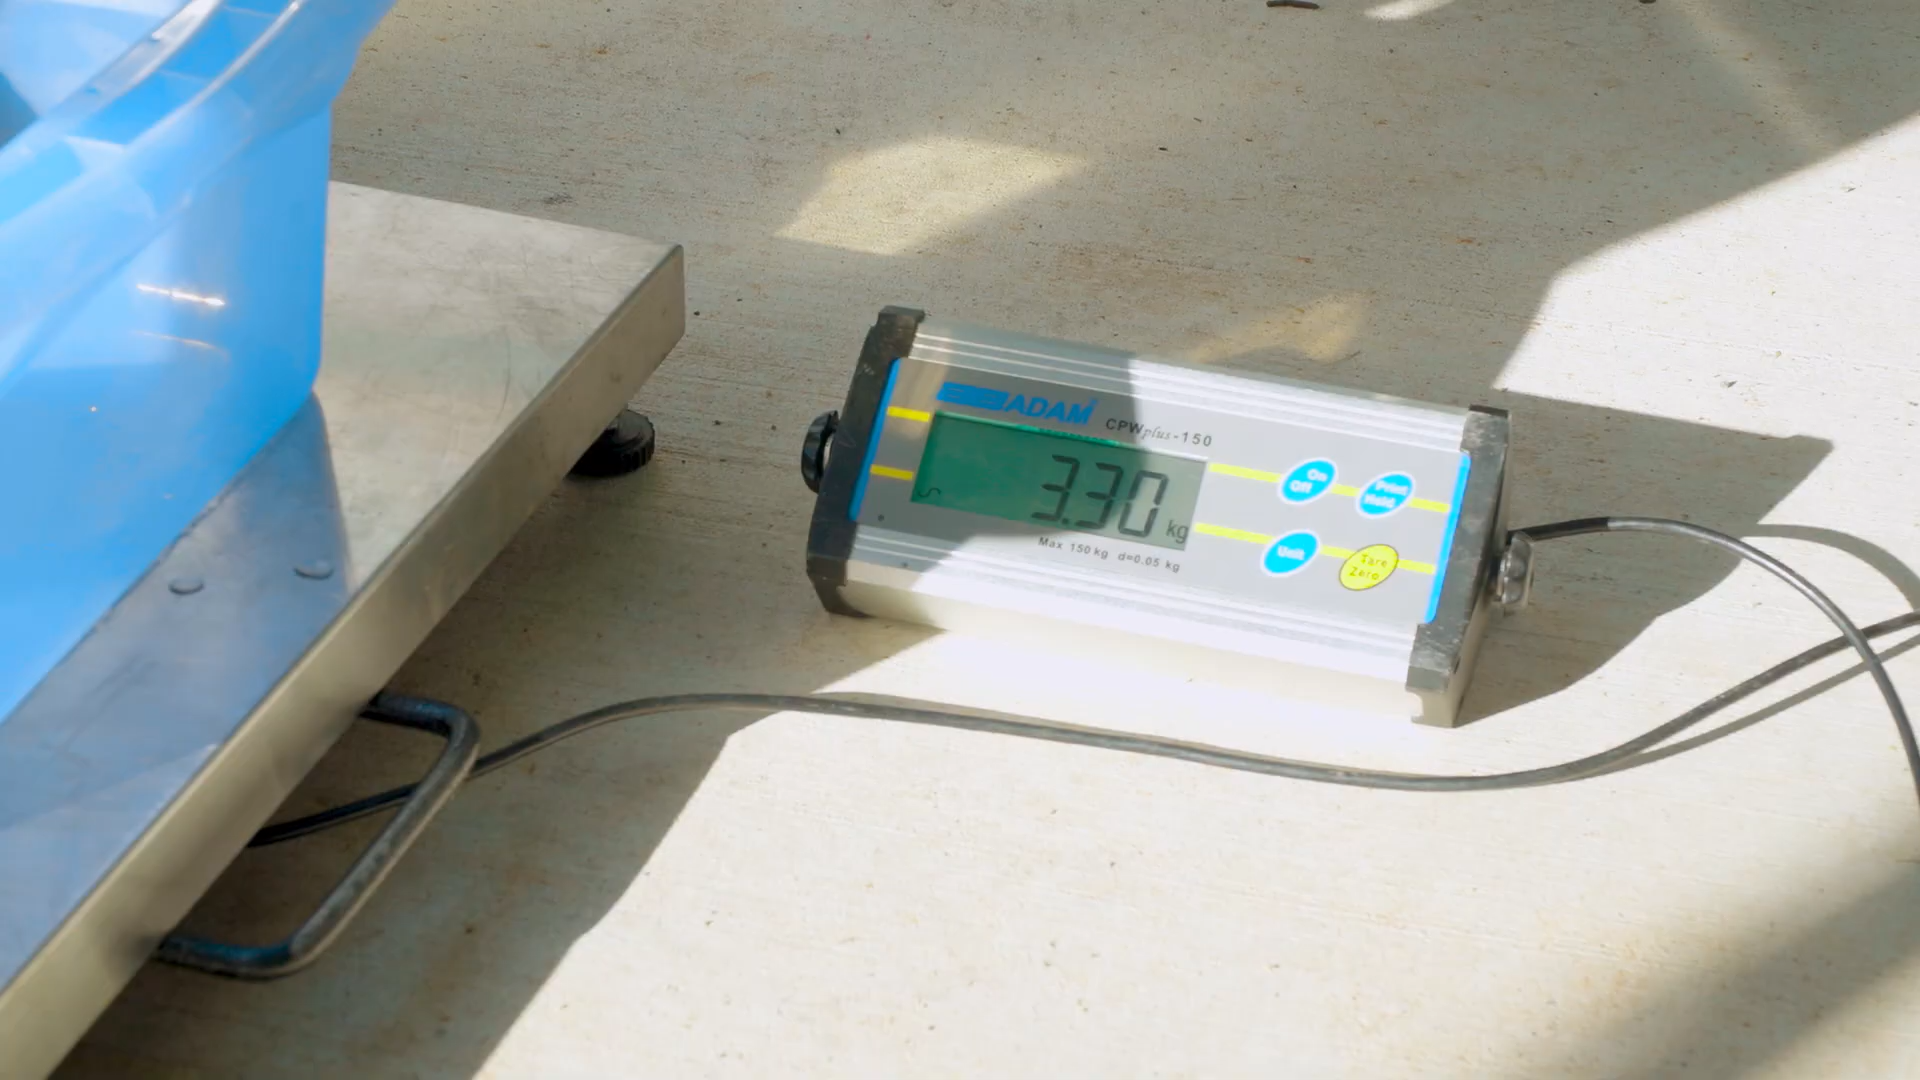 ADAM
CPWplus-150
3.30 kg
Max 150 kg d=0.05 kg
On
Off
Print
Hold
Unit
Tare
Zero